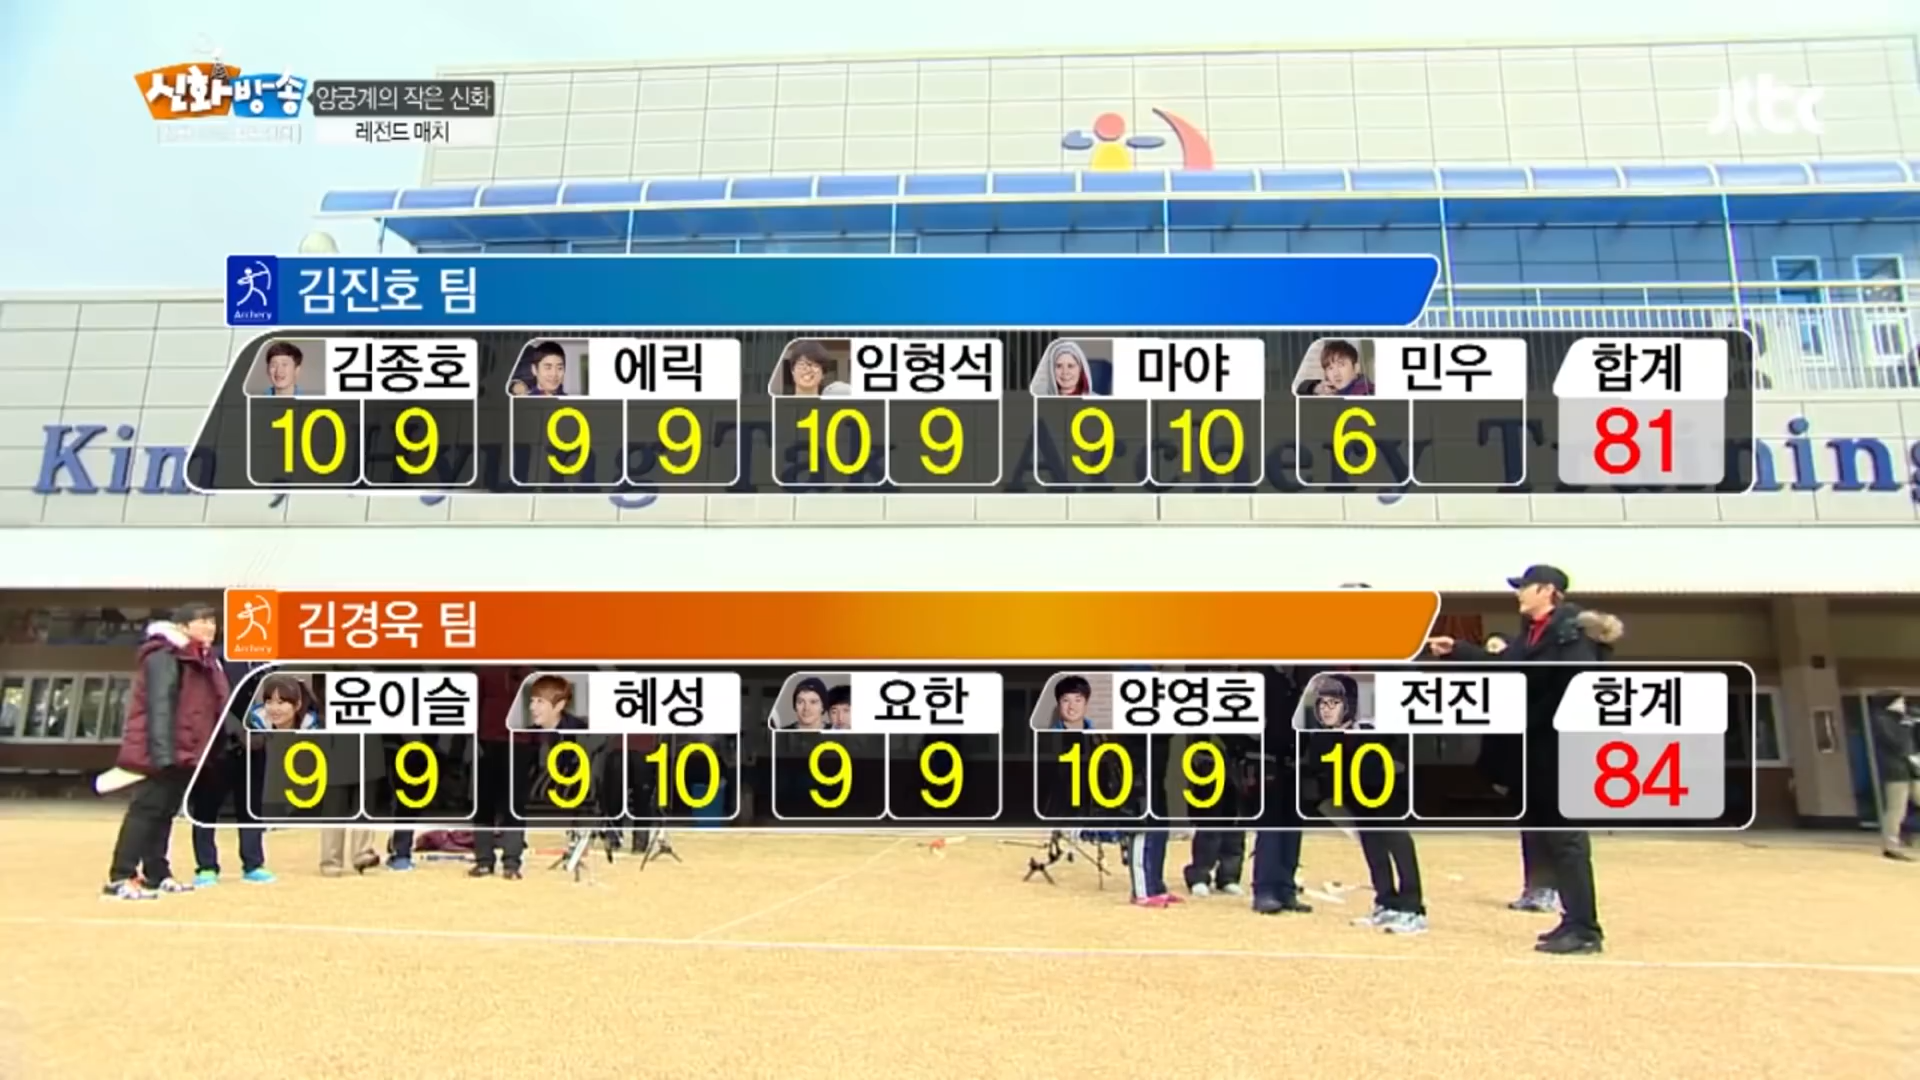 신화방송
양궁계의 작은 신화
레전드 매치
jtbc
Archery
김진호 팀
김종호 에릭 임형석 마야 민우 합계
10 9 9 9 10 9 9 10 6 81
Kim, Hyung Tak Archery Training
Archery
김경욱 팀
윤이슬 혜성 요한 양영호 전진 합계
9 9 9 10 9 9 10 9 10 84